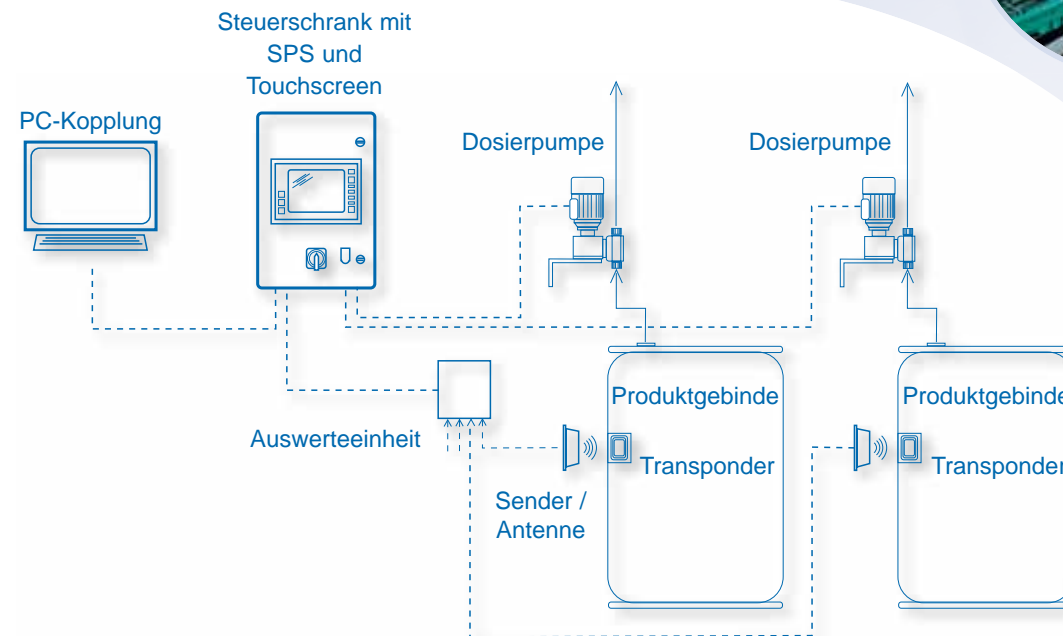 Steuerschrank mit
SPS und
Touchscreen
PC-Kopplung
Dosierpumpe
Dosierpumpe
Auswerteeinheit
Produktgebinde
Transponder
Sender /
Antenne
Produktgebinde
Transponder